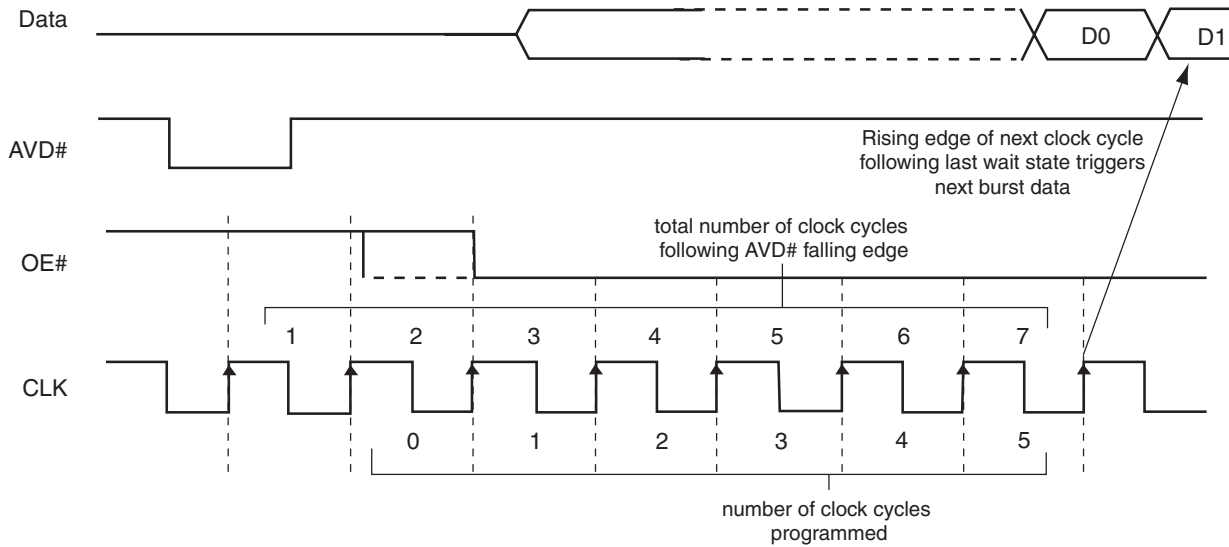 Data
D0
D1
AVD#
Rising edge of next clock cycle
following last wait state triggers
next burst data
total number of clock cycles
following AVD# falling edge
OE#
1 2 3 4 5 6 7
CLK
0 1 2 3 4 5
number of clock cycles
programmed